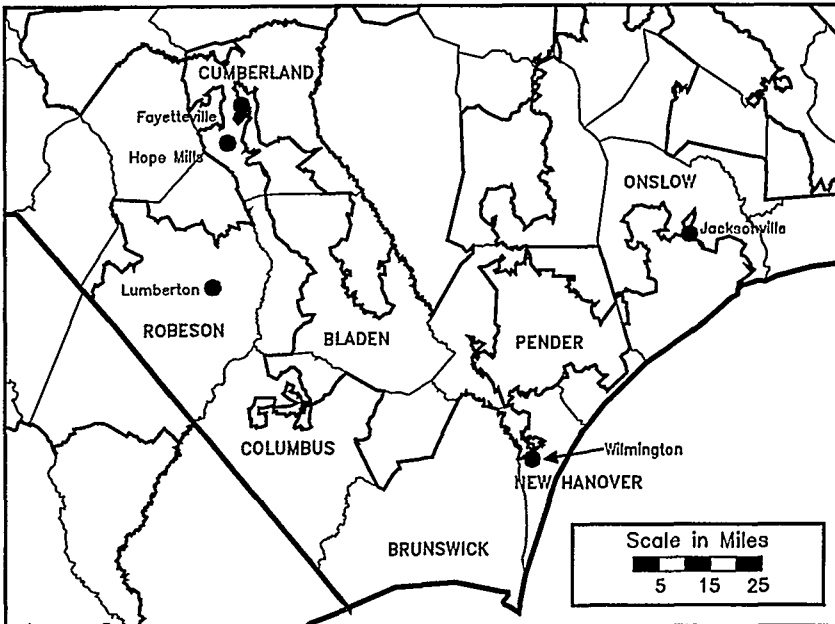 CUMBERLAND
Fayetteville
Hope Mills
ONSLOW
Jacksonville
Lumberton
ROBESON
BLADEN
PENDER
COLUMBUS
Wilmington
NEW HANOVER
BRUNSWICK
Scale in Miles
5 15 25